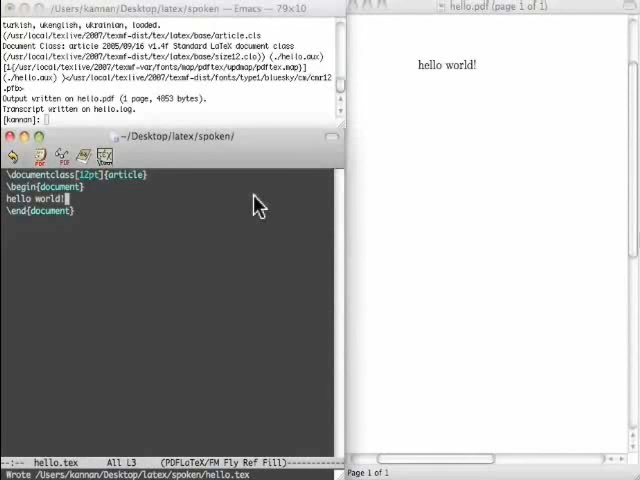 /Users/kannan/Desktop/latex/spoken — Emacs — 79×10
turkish, ukenglish, ukrainian, loaded.
(/usr/local/texlive/2007/texmf-dist/tex/latex/base/article.cls
Document Class: article 2005/09/16 v1.4f Standard LaTeX document class
(/usr/local/texlive/2007/texmf-dist/tex/latex/base/size12.clo)) (./hello.aux)
[1{/usr/local/texlive/2007/texmf-var/fonts/map/pdftex/updmap/pdftex.map}]
(./hello.aux) )</usr/local/texlive/2007/texmf-dist/fonts/type1/bluesky/cm/cmr12
.pfb>
Output written on hello.pdf (1 page, 4853 bytes).
Transcript written on hello.log.
[kannan]:
~/Desktop/latex/spoken/
\documentclass[12pt]{article}
\begin{document}
hello world!
\end{document}
--:-- hello.tex All L3 (PDFLaTeX/FM Fly Ref Fill)
Wrote /Users/kannan/Desktop/latex/spoken/hello.tex
hello.pdf (page 1 of 1)
hello world!
Page 1 of 1